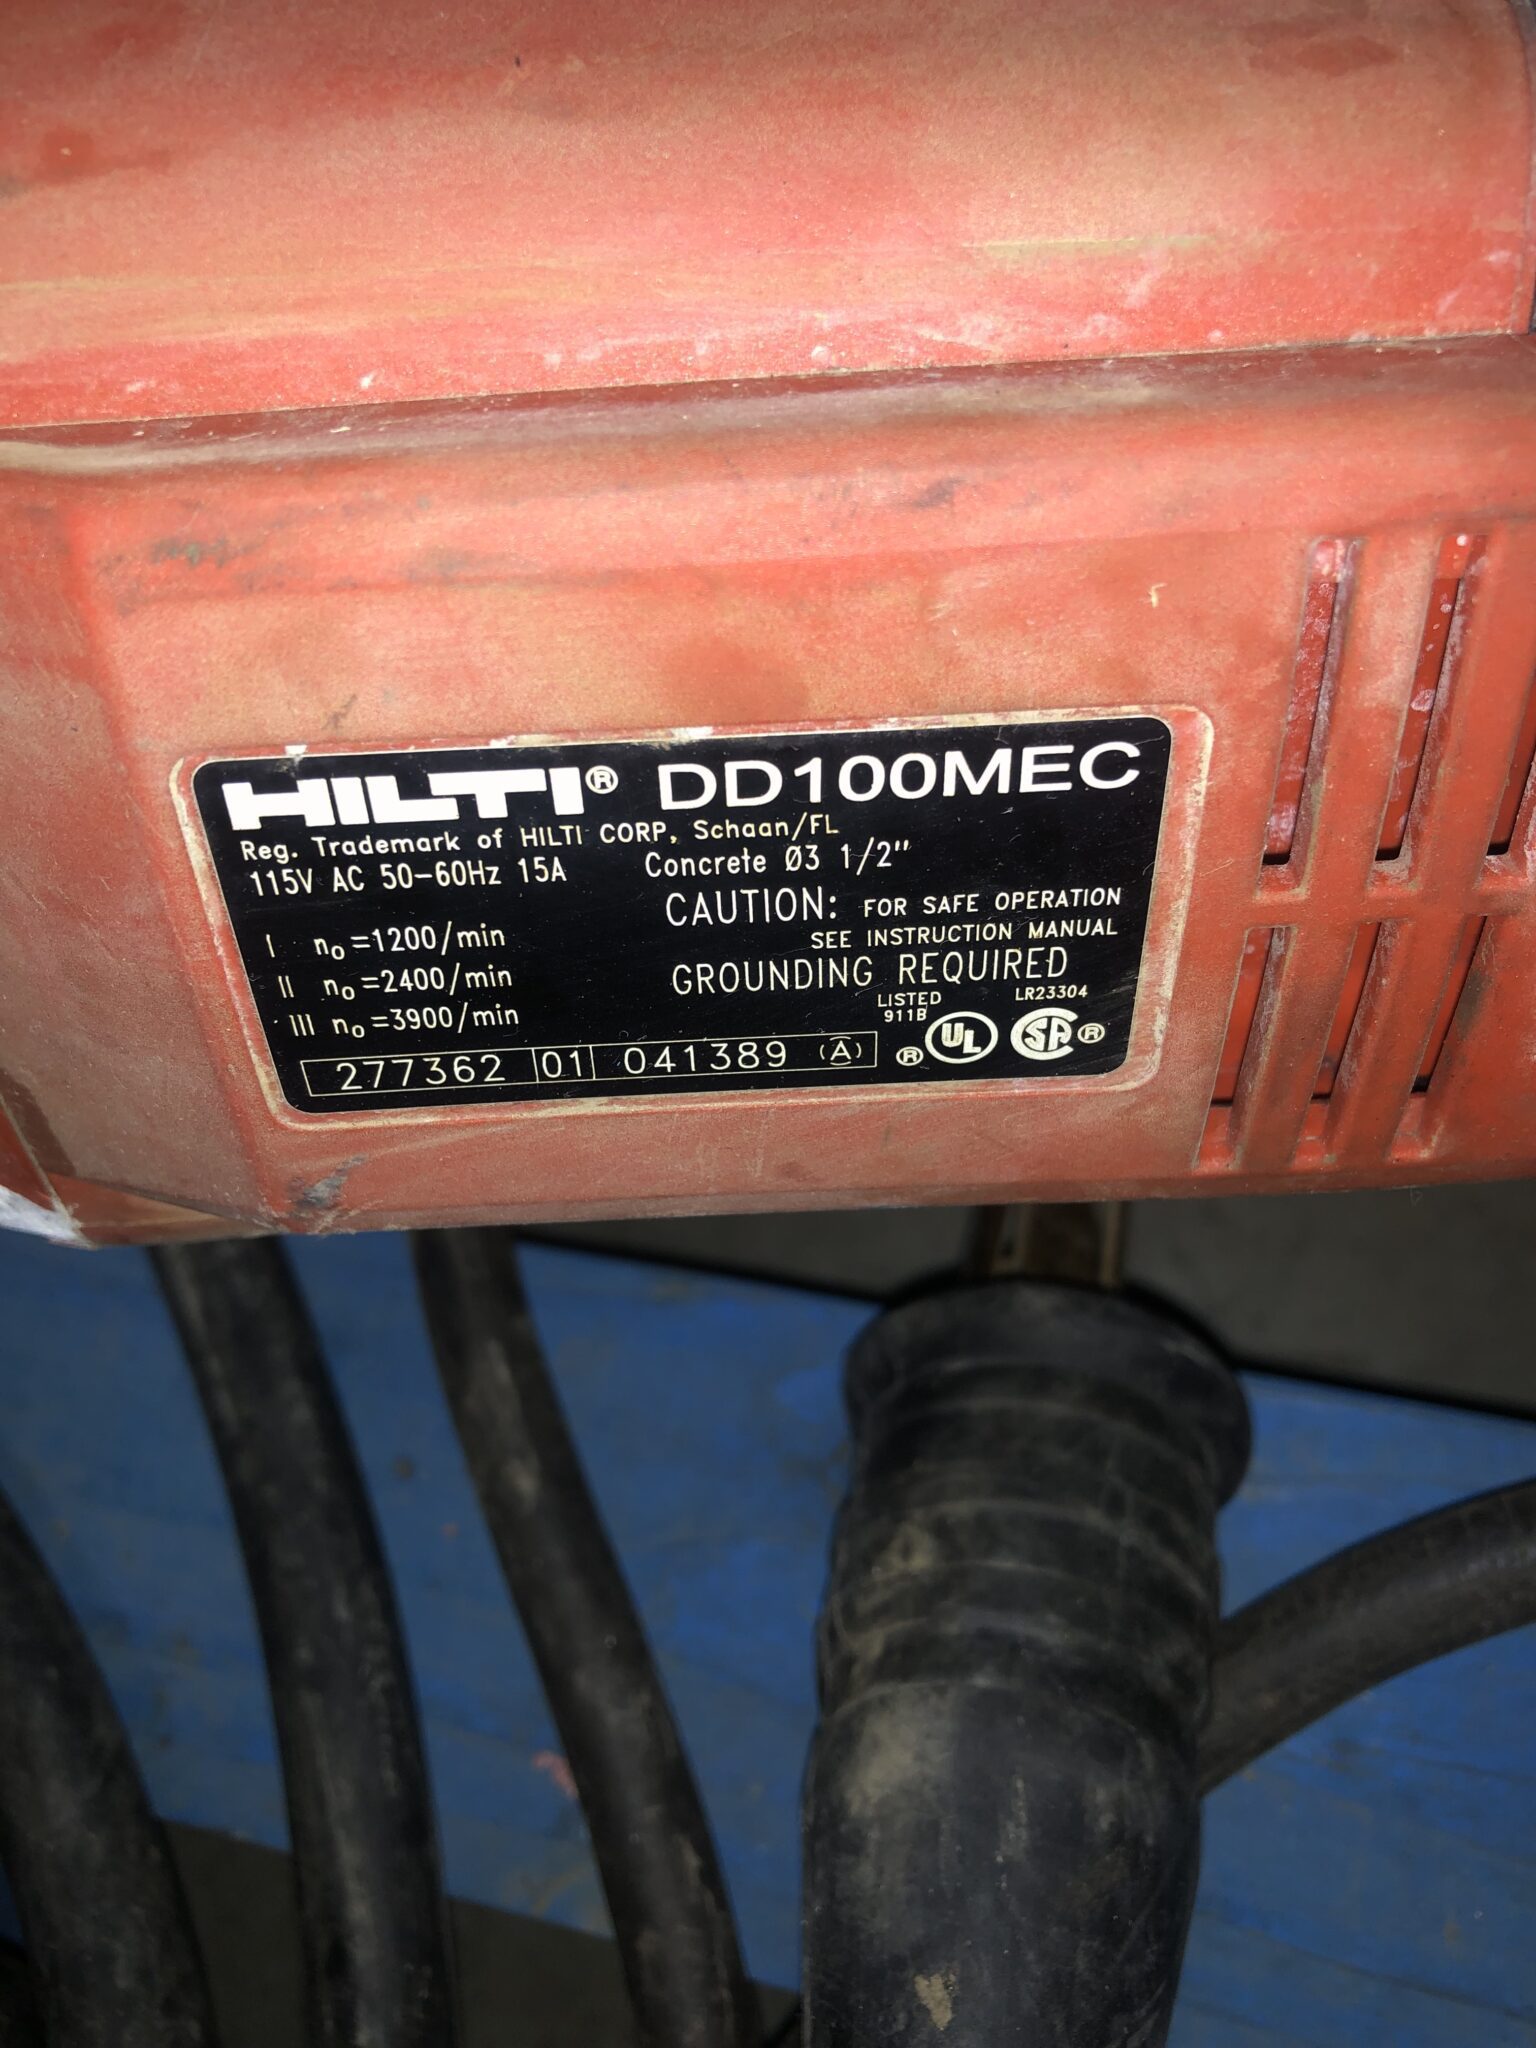 HILTI® DD100MEC
Reg. Trademark of HILTI CORP, Schaan/FL
115V AC 50-60Hz 15A Concrete Ø3 1/2"
CAUTION: FOR SAFE OPERATION
SEE INSTRUCTION MANUAL
GROUNDING REQUIRED
I n₀=1200/min
II n₀=2400/min
III n₀=3900/min
LISTED
911B
LR23304
277362 01 041389 (A)
® UL SA ®